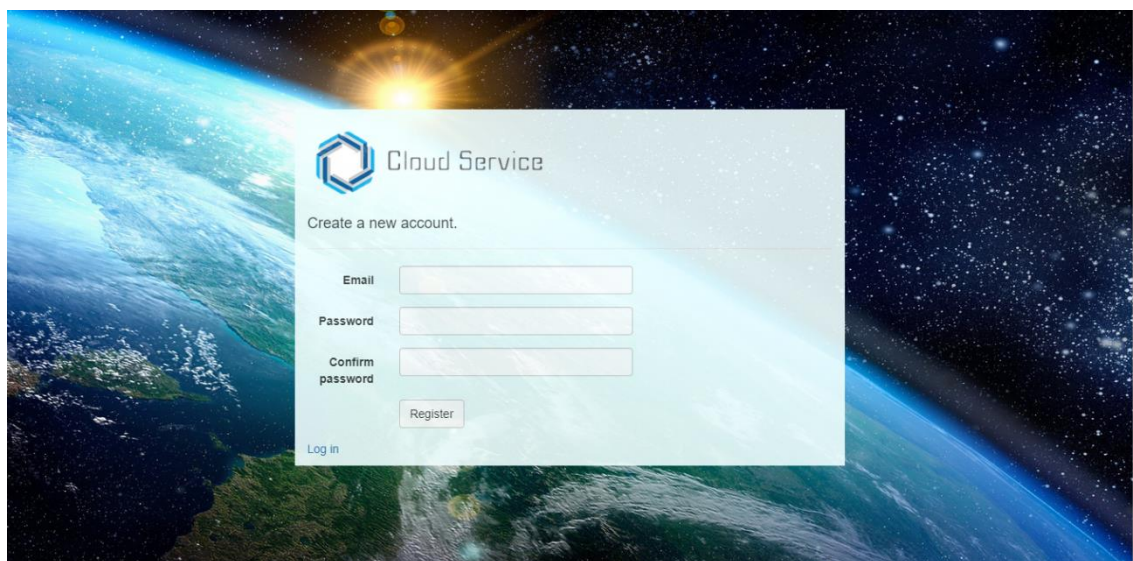 Cloud Service
Create a new account.
Email
Password
Confirm
password
Register
Log in